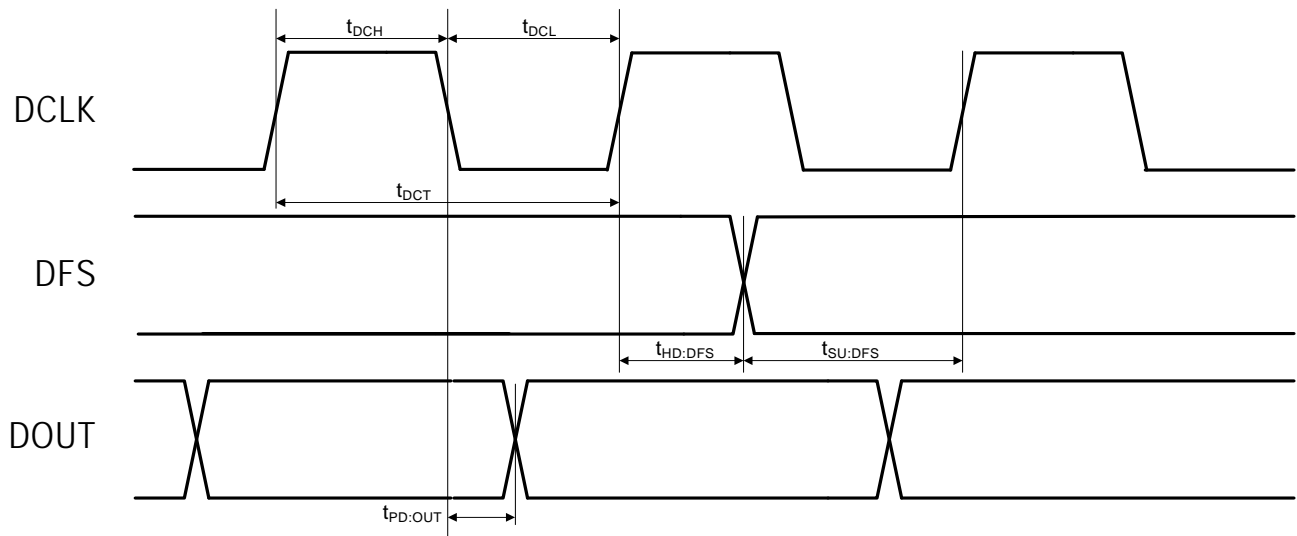 tDCH
tDCL
DCLK
tDCT
DFS
tHD:DFS
tSU:DFS
DOUT
tPD:OUT